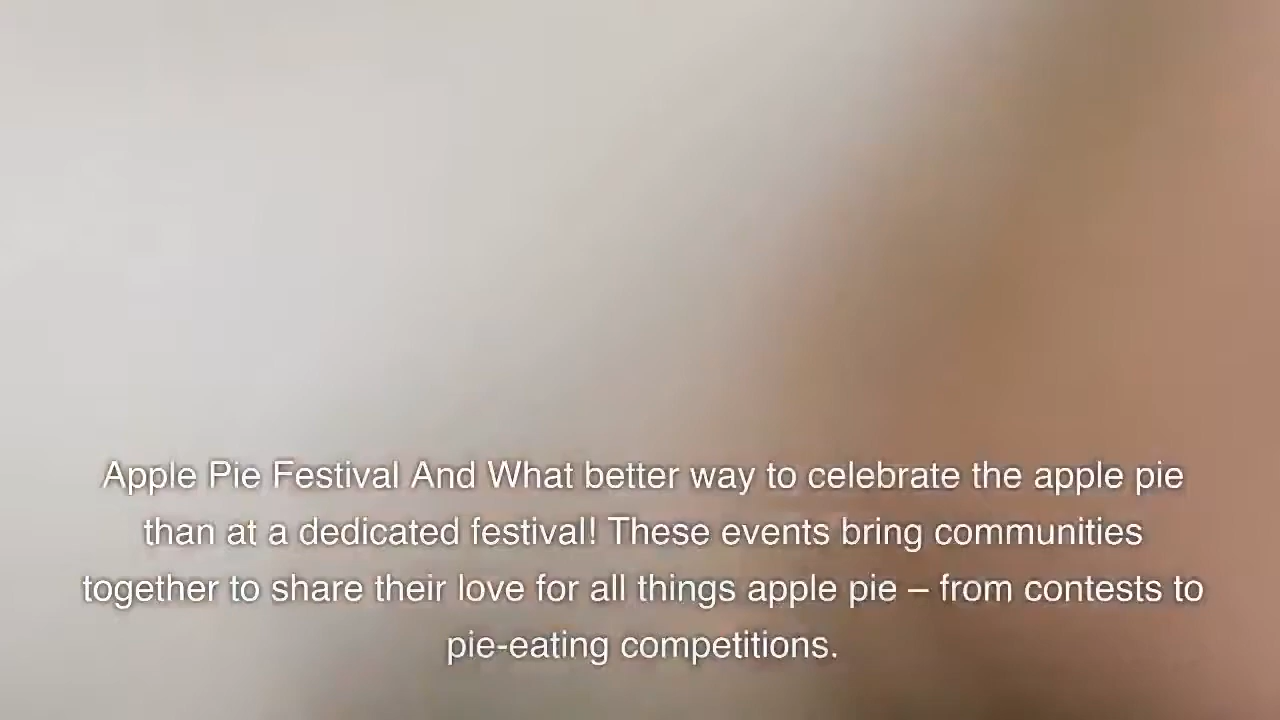 Apple Pie Festival And What better way to celebrate the apple pie
than at a dedicated festival! These events bring communities
together to share their love for all things apple pie – from contests to
pie-eating competitions.